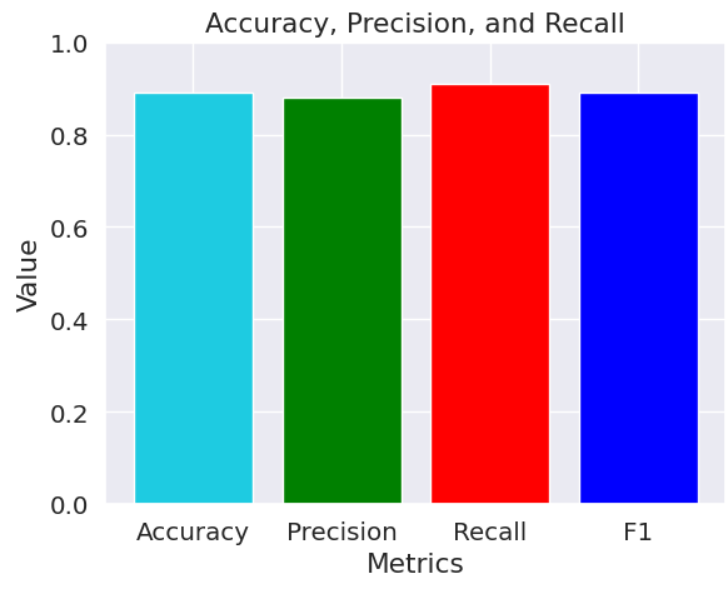 Accuracy, Precision, and Recall
1.0
0.8
0.6
0.4
0.2
0.0
Value
Accuracy Precision Recall F1
Metrics